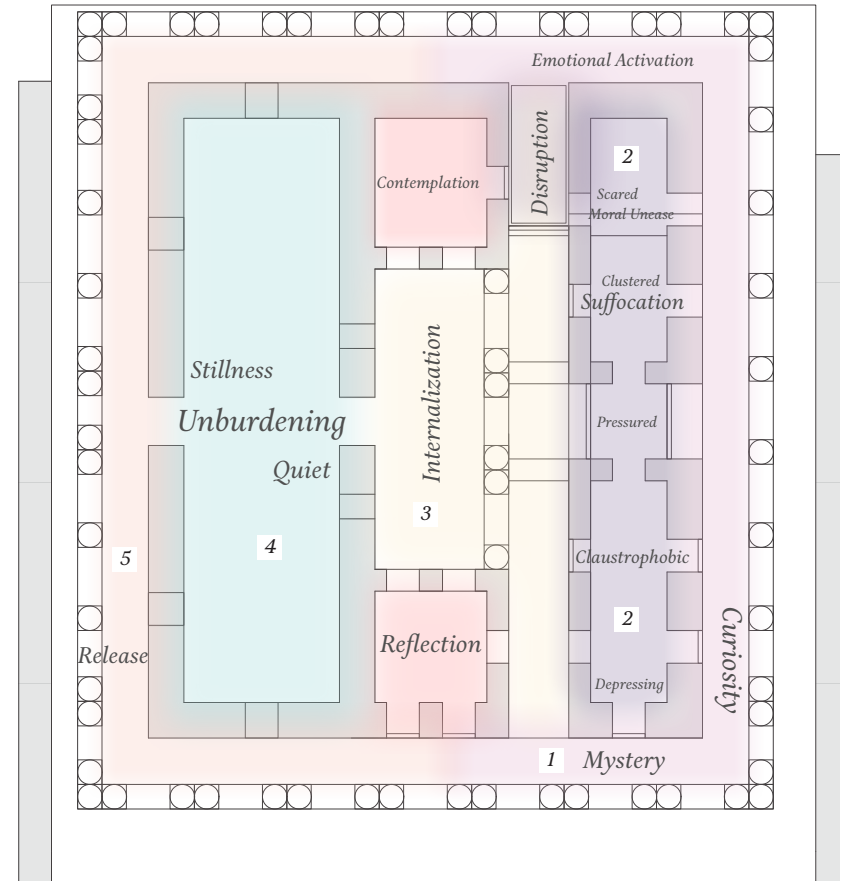 Emotional Activation
Disruption
2
Contemplation
Scared
Moral Unease
Clustered
Suffocation
Internalization
Stillness
Unburdening
Pressured
Quiet
3
4
5
Claustrophobic
2
Reflection
Release
Curiosity
Depressing
1
Mystery